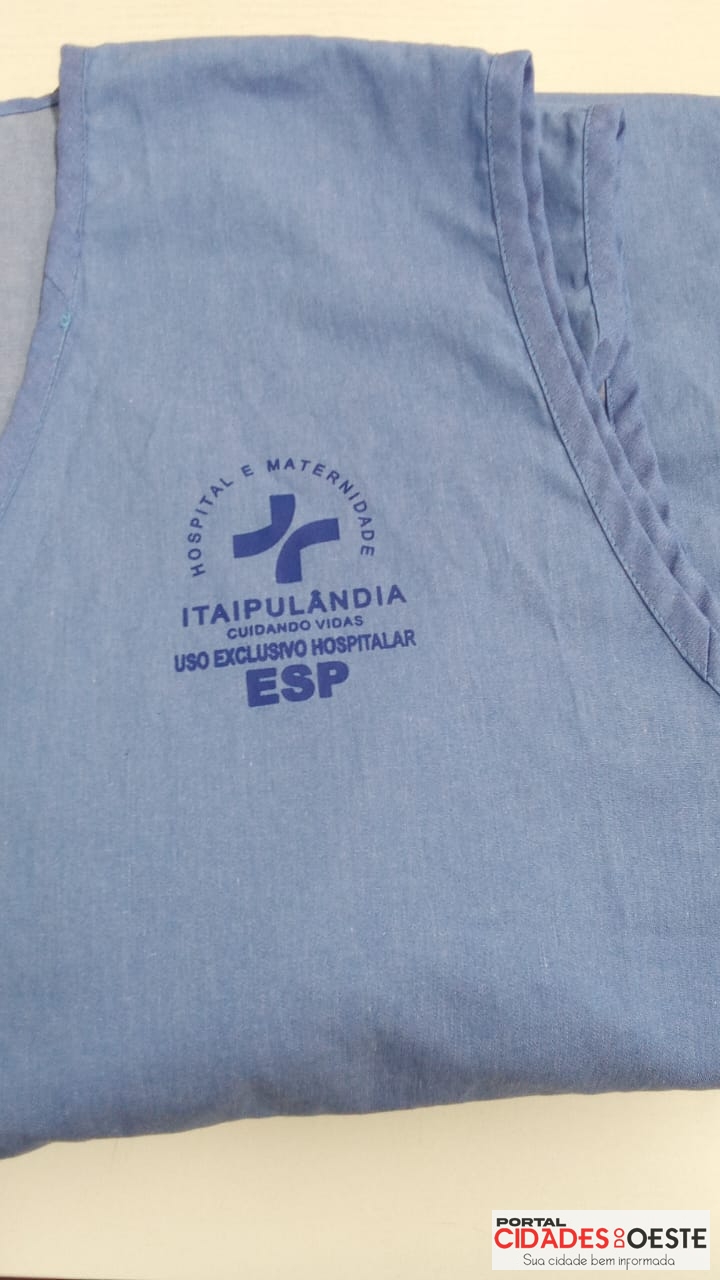 HOSPITAL E MATERNIDADE
ITAIPULÂNDIA
CUIDANDO VIDAS
USO EXCLUSIVO HOSPITALAR
ESP
PORTAL
CIDADES DO OESTE
Sua cidade bem informada